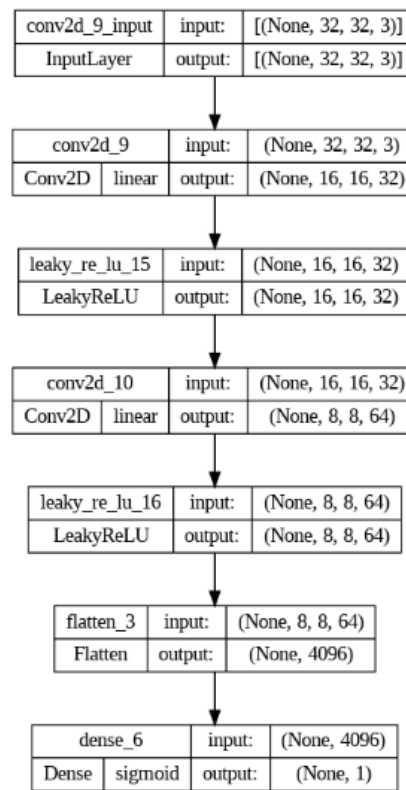 conv2d_9_input input: [(None, 32, 32, 3)]
InputLayer output: [(None, 32, 32, 3)]
conv2d_9 input: (None, 32, 32, 3)
Conv2D linear output: (None, 16, 16, 32)
leaky_re_lu_15 input: (None, 16, 16, 32)
LeakyReLU output: (None, 16, 16, 32)
conv2d_10 input: (None, 16, 16, 32)
Conv2D linear output: (None, 8, 8, 64)
leaky_re_lu_16 input: (None, 8, 8, 64)
LeakyReLU output: (None, 8, 8, 64)
flatten_3 input: (None, 8, 8, 64)
Flatten output: (None, 4096)
dense_6 input: (None, 4096)
Dense sigmoid output: (None, 1)